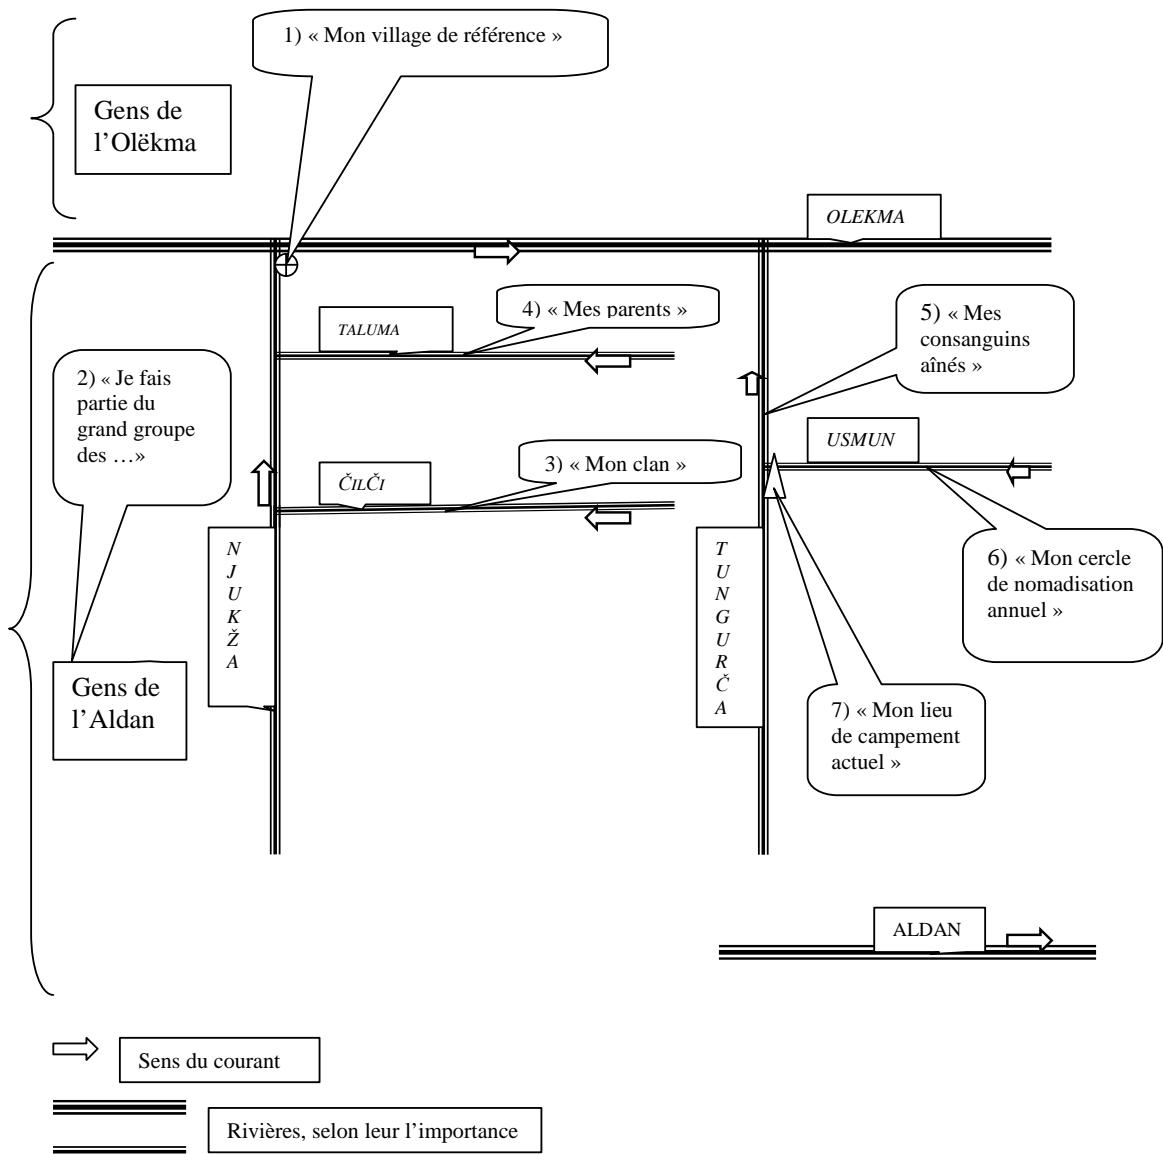 1) « Mon village de référence »
Gens de
l’Olëkma
OLEKMA
4) « Mes parents »
TALUMA
5) « Mes
consanguins
aînés »
2) « Je fais
partie du
grand groupe
des …»
USMUN
3) « Mon clan »
ČILČI
N
J
U
K
Ž
A
T
U
N
G
U
R
Č
A
6) « Mon cercle
de nomadisation
annuel »
Gens de
l’Aldan
7) « Mon lieu
de campement
actuel »
ALDAN
Sens du courant
Rivières, selon leur l’importance